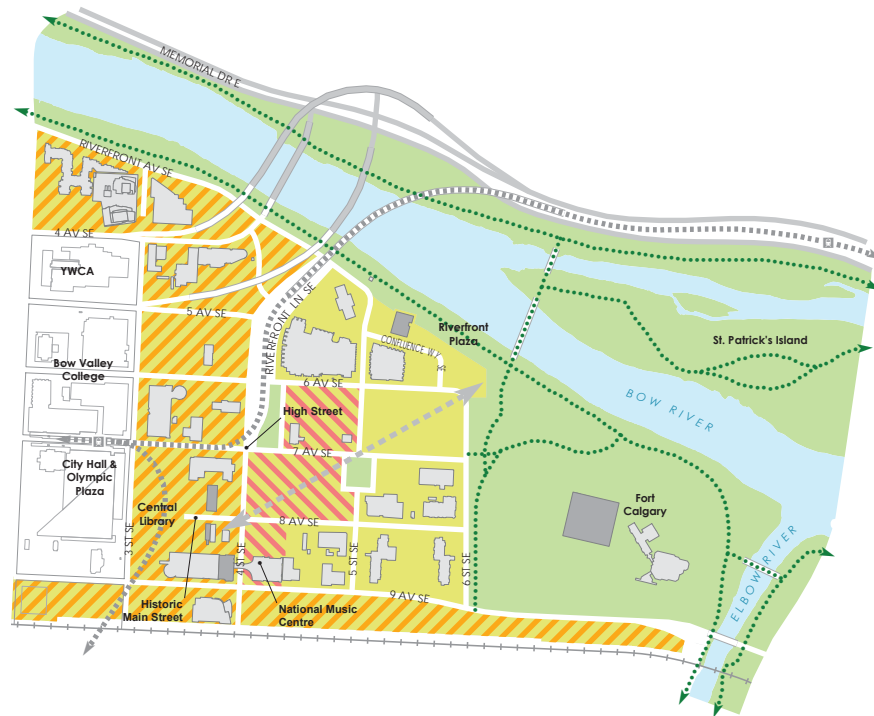 MEMORIAL DR E
RIVERFRONT AV SE
4 AV SE
YWCA
5 AV SE
RIVERFRONT LN SE
Riverfront
Plaza
CONFLUENCE WY
St. Patrick's Island
Bow Valley
College
6 AV SE
BOW RIVER
High Street
7 AV SE
City Hall &
Olympic
Plaza
Central
Library
8 AV SE
Fort
Calgary
3 ST SE
4 ST SE
5 ST SE
6 ST SE
ELBOW RIVER
9 AV SE
Historic
Main Street
National Music
Centre